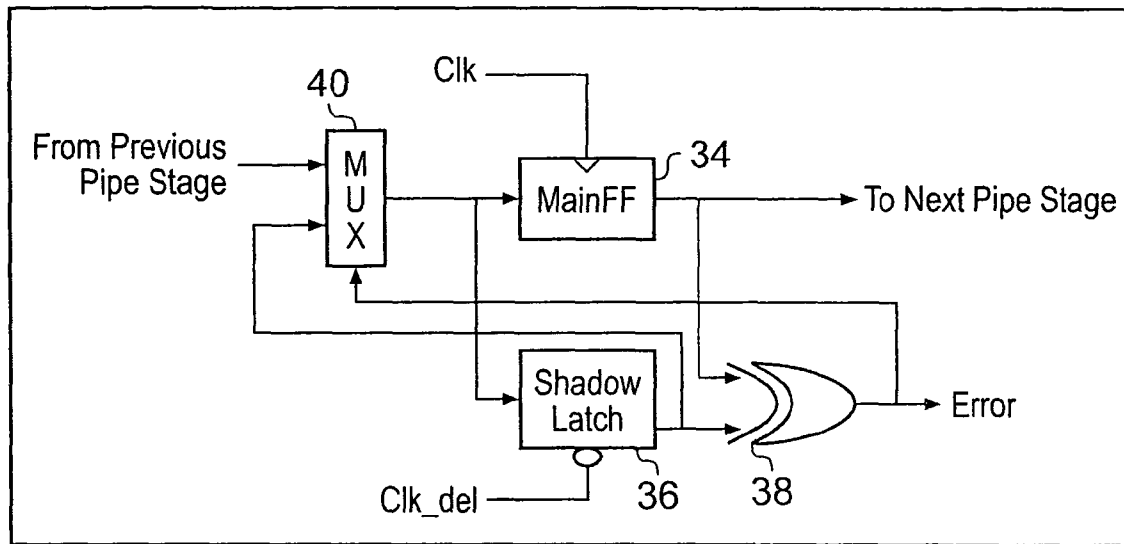 Clk
40
From Previous
Pipe Stage
M
U
X
34
MainFF
To Next Pipe Stage
Shadow
Latch
Error
36
38
Clk_del